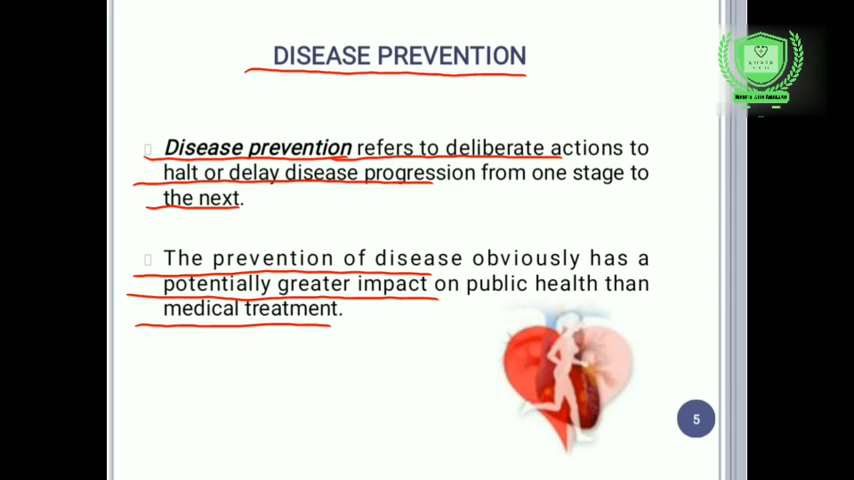 DISEASE PREVENTION
Disease prevention refers to deliberate actions to
halt or delay disease progression from one stage to
the next.
The prevention of disease obviously has a
potentially greater impact on public health than
medical treatment.
5